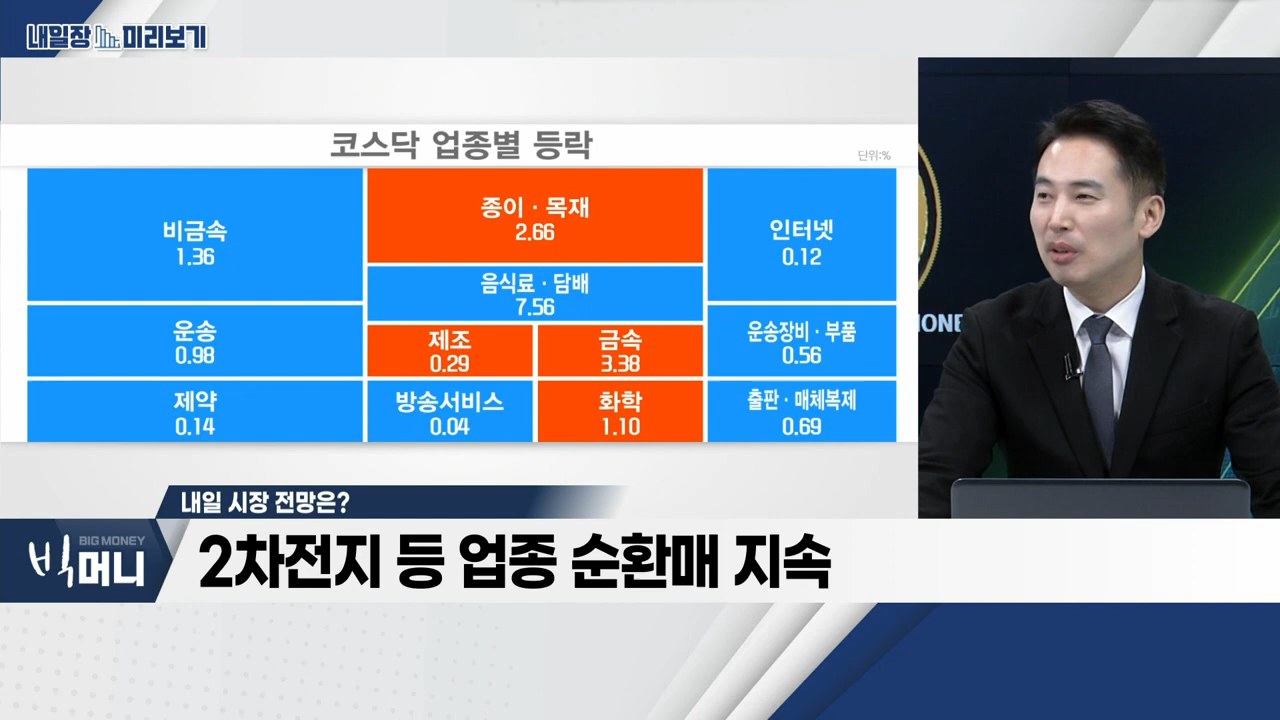 내일장 미리보기
코스닥 업종별 등락
단위:%
비금속
1.36
종이·목재
2.66
인터넷
0.12
음식료·담배
7.56
운송
0.98
제조
0.29
금속
3.38
운송장비·부품
0.56
제약
0.14
방송서비스
0.04
화학
1.10
출판·매체복제
0.69
내일 시장 전망은?
BIG MONEY
빅머니
2차전지 등 업종 순환매 지속